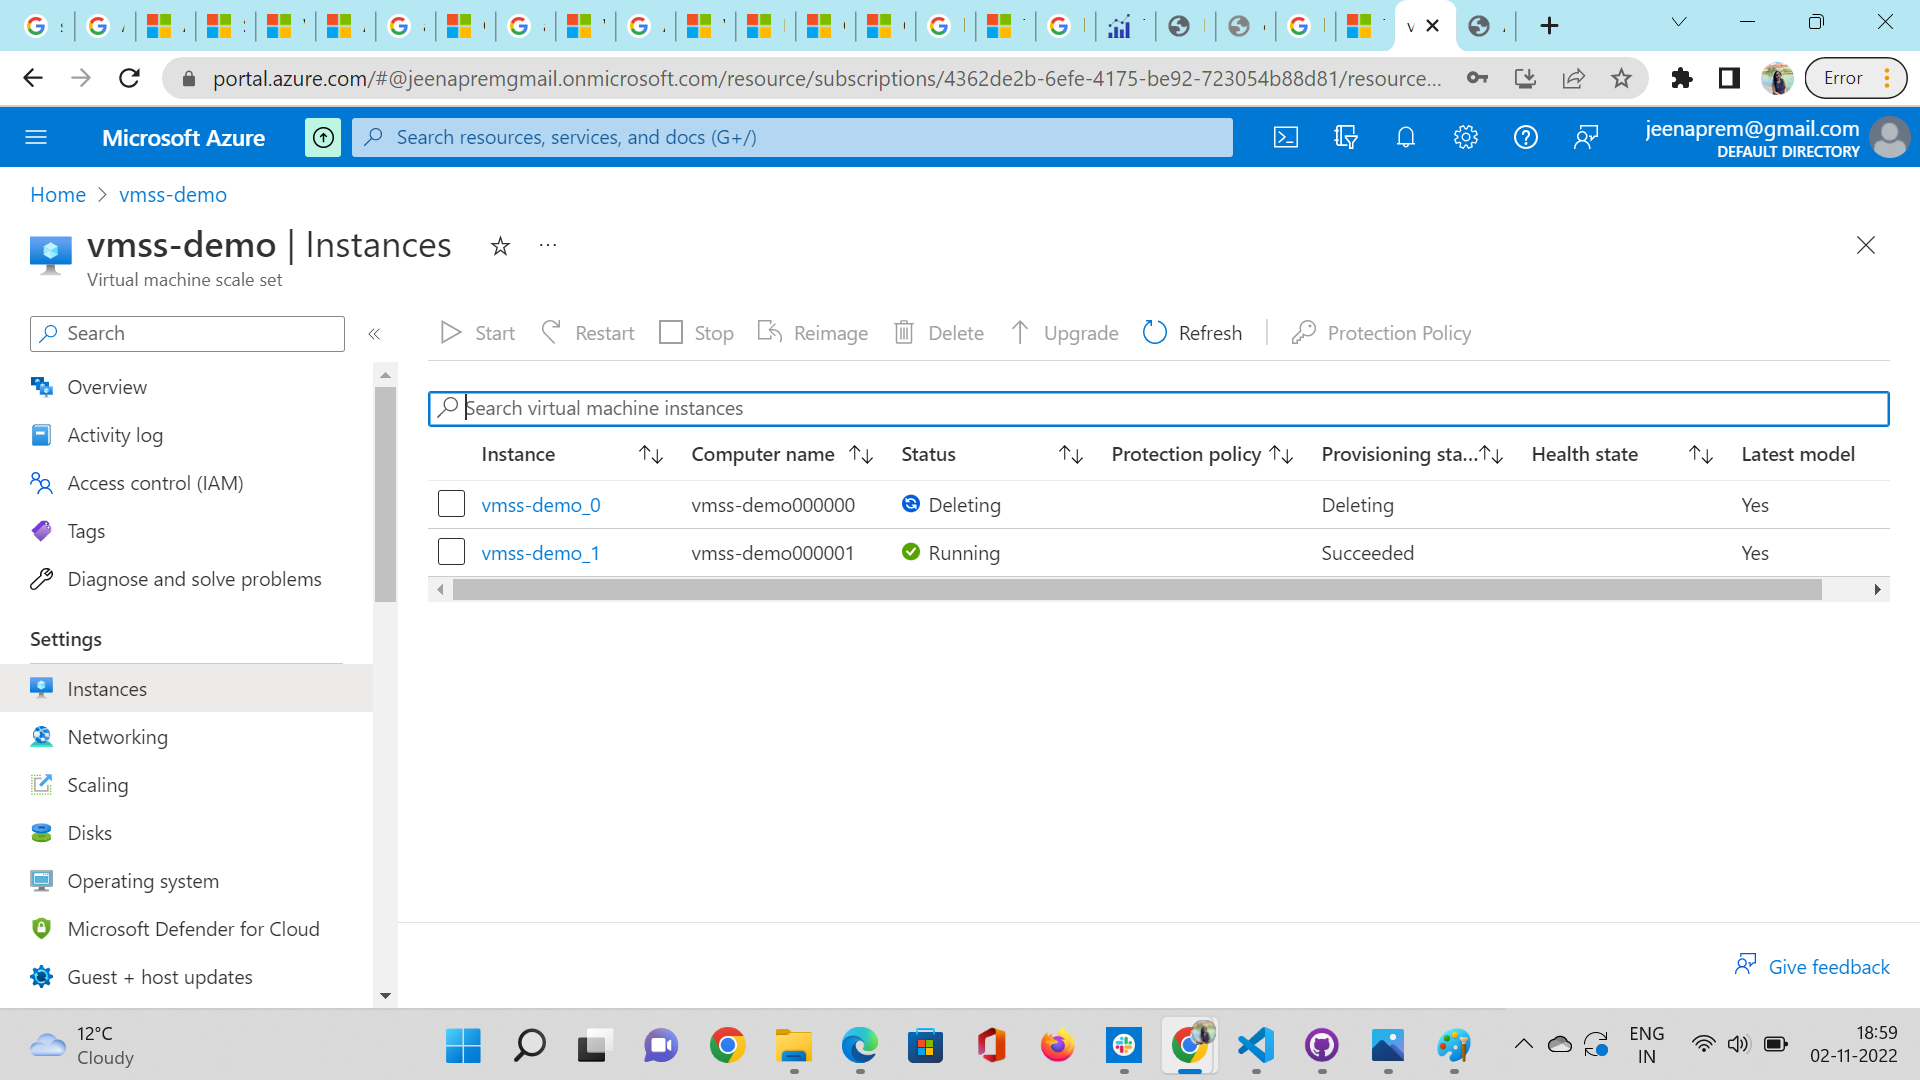 portal.azure.com/#@jeenapremgmail.onmicrosoft.com/resource/subscriptions/4362de2b-6efe-4175-be92-723054b88d81/resource...
Error
Microsoft Azure
Search resources, services, and docs (G+/)
jeenaprem@gmail.com
DEFAULT DIRECTORY
Home > vmss-demo
vmss-demo | Instances
Virtual machine scale set
Search
Start Restart Stop Reimage Delete Upgrade Refresh Protection Policy
Overview
Activity log
Access control (IAM)
Tags
Diagnose and solve problems
Settings
Instances
Networking
Scaling
Disks
Operating system
Microsoft Defender for Cloud
Guest + host updates
Search virtual machine instances
Instance Computer name Status Protection policy Provisioning sta... Health state Latest model
vmss-demo_0 vmss-demo000000 Deleting Deleting Yes
vmss-demo_1 vmss-demo000001 Running Succeeded Yes
Give feedback
12°C
Cloudy
ENG
IN
18:59
02-11-2022